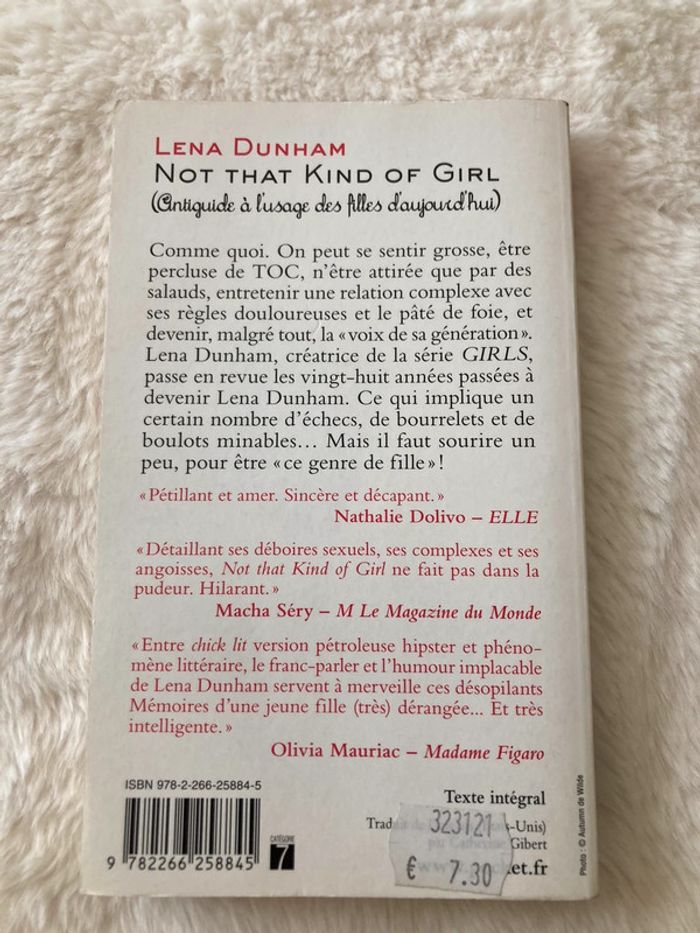 LENA DUNHAM
NOT THAT KIND OF GIRL
(Antiguide à l'usage des filles d'aujourd'hui)
Comme quoi. On peut se sentir grosse, être
percluse de TOC, n'être attirée que par des
salauds, entretenir une relation complexe avec
ses règles douloureuses et le pâté de foie, et
devenir, malgré tout, la « voix de sa génération ».
Lena Dunham, créatrice de la série GIRLS,
passe en revue les vingt-huit années passées à
devenir Lena Dunham. Ce qui implique un
certain nombre d'échecs, de bourrelets et de
boulots minables... Mais il faut sourire un
peu, pour être « ce genre de fille » !
« Pétillant et amer. Sincère et décapant. »
Nathalie Dolivo – ELLE
« Détaillant ses déboires sexuels, ses complexes et ses
angoisses, Not that Kind of Girl ne fait pas dans la
pudeur. Hilarant. »
Macha Séry – M Le Magazine du Monde
« Entre chick lit version pétroleuse hipster et phéno-
mène littéraire, le franc-parler et l'humour implacable
de Lena Dunham servent à merveille ces désopilants
Mémoires d'une jeune fille (très) dérangée... Et très
intelligente. »
Olivia Mauriac – Madame Figaro
ISBN 978-2-266-25884-5
9 782266 258845
CATÉGORIE
7
Texte intégral
323121
-Unis)
Gibert
€ 7.30
et.fr
Photo : © Autumn de Wilde